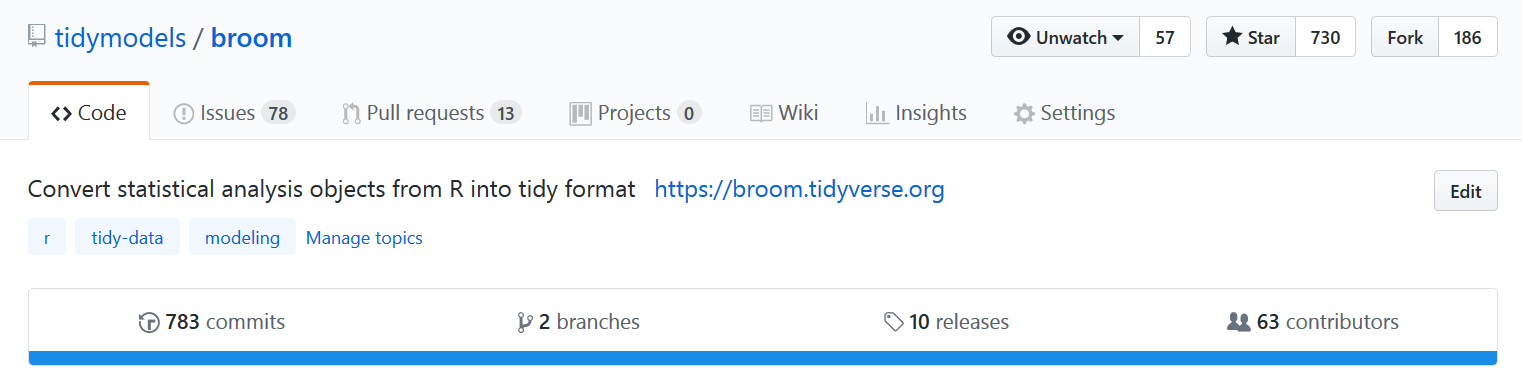 tidymodels / broom Unwatch 57 Star 730 Fork 186
Code Issues 78 Pull requests 13 Projects 0 Wiki Insights Settings
Convert statistical analysis objects from R into tidy format https://broom.tidyverse.org Edit
r tidy-data modeling Manage topics
783 commits 2 branches 10 releases 63 contributors